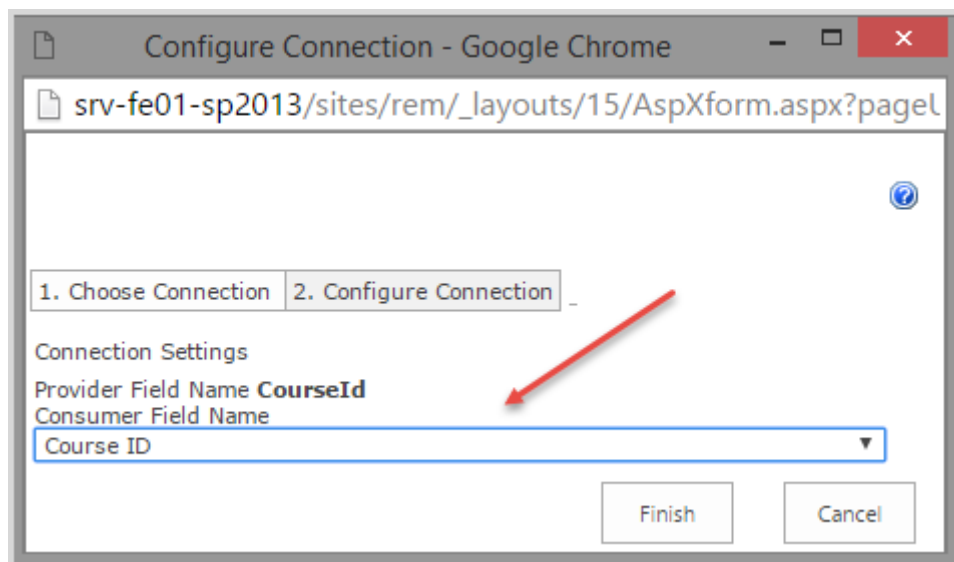 Configure Connection - Google Chrome
srv-fe01-sp2013/sites/rem/_layouts/15/AspXform.aspx?pageU
?
1. Choose Connection 2. Configure Connection _
Connection Settings
Provider Field Name CourseId
Consumer Field Name
Course ID
Finish Cancel